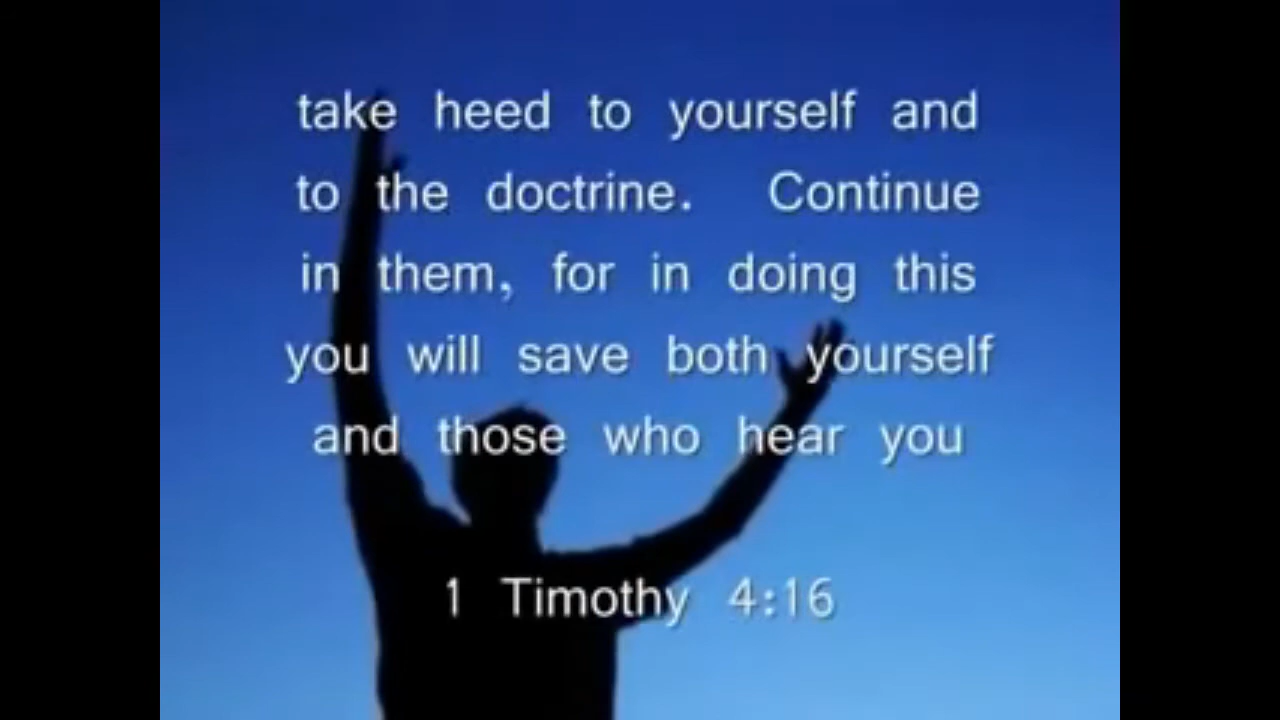 take heed to yourself and
to the doctrine. Continue
in them, for in doing this
you will save both yourself
and those who hear you
1 Timothy 4:16